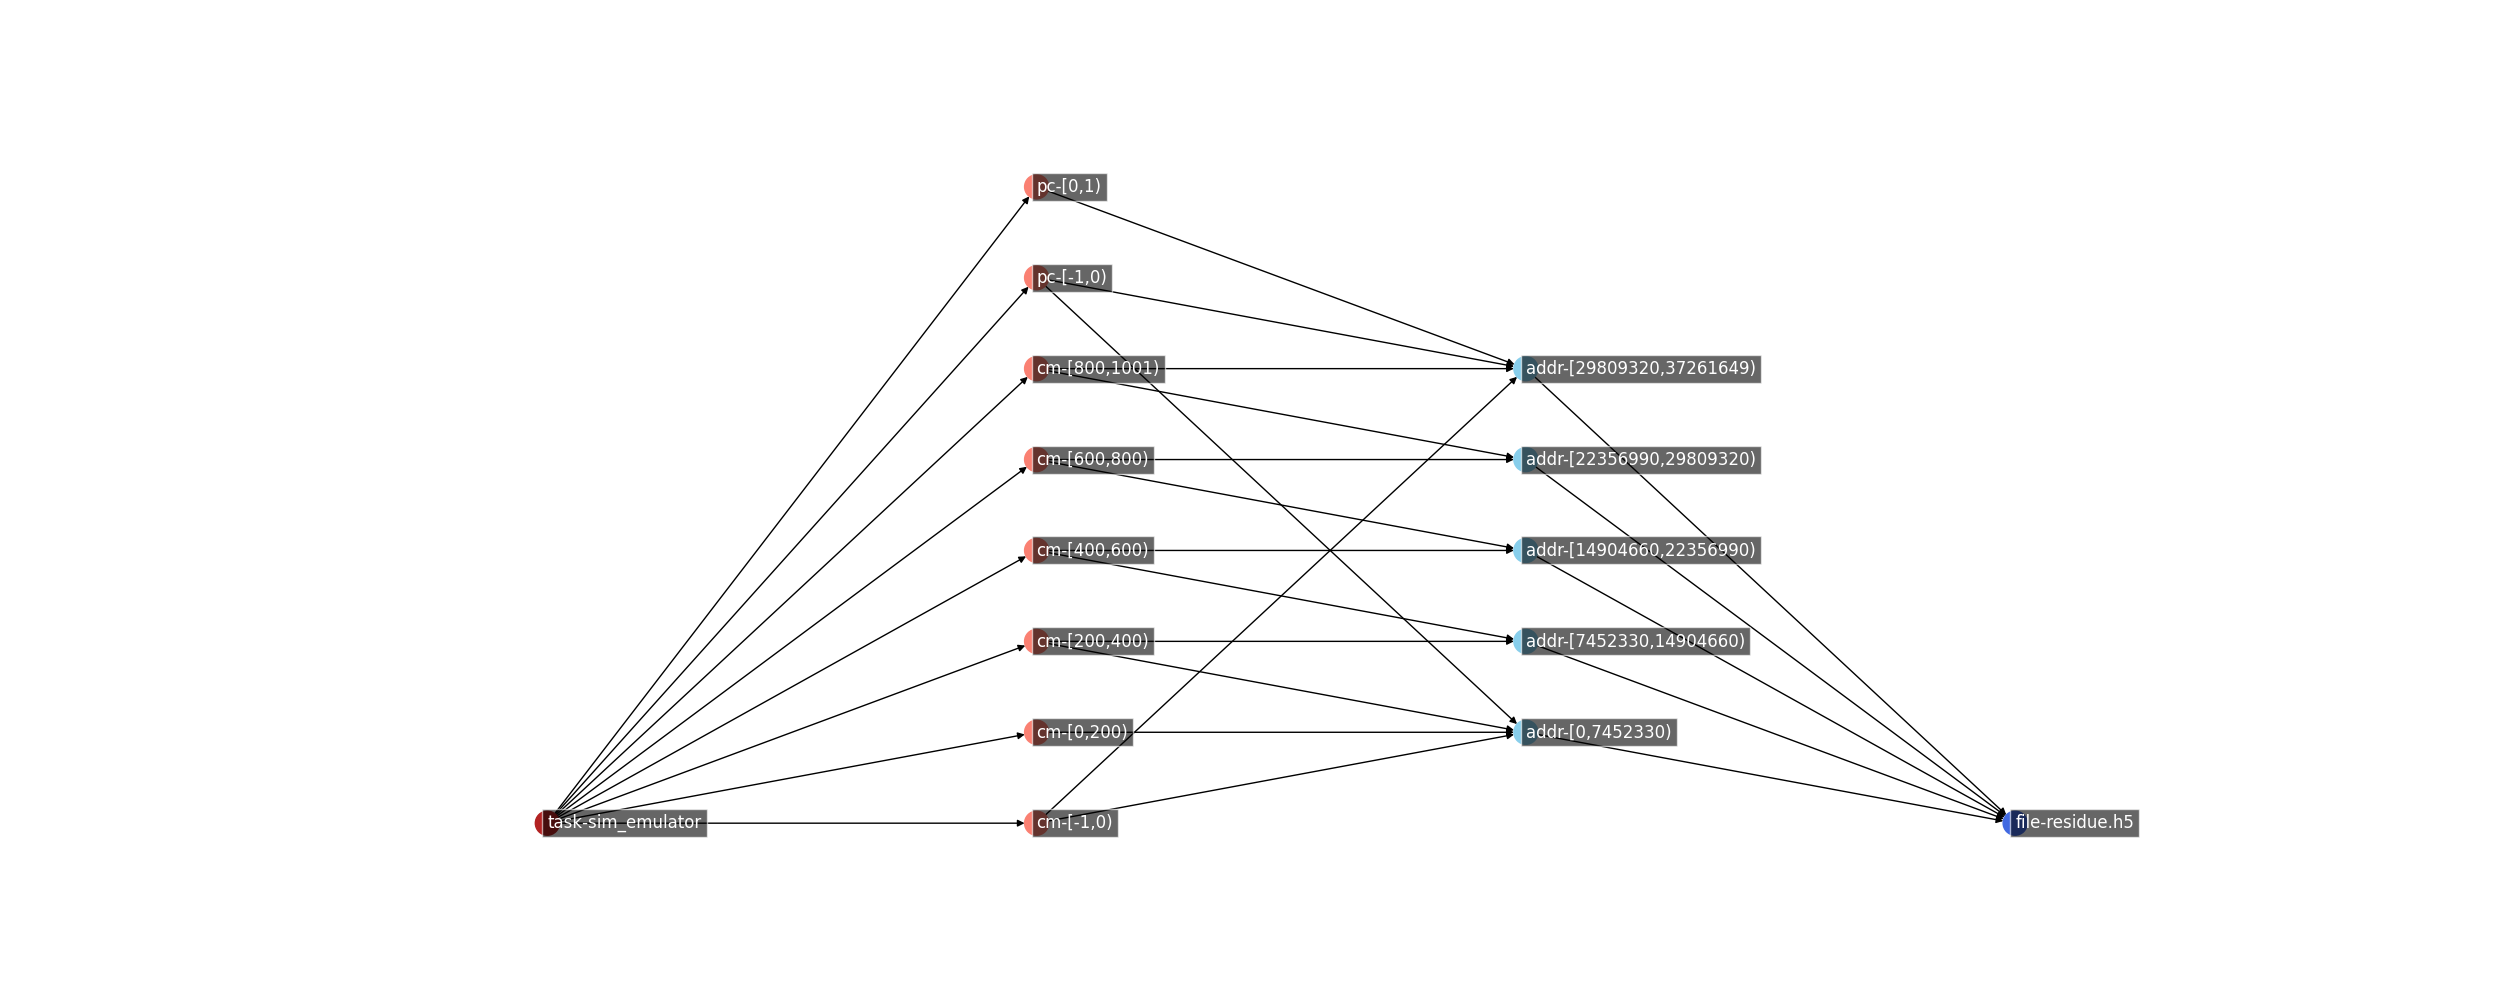 pc-[0,1)
pc-[-1,0)
cm-[800,1001)
addr-[29809320,37261649)
cm-[600,800)
addr-[22356990,29809320)
cm-[400,600)
addr-[14904660,22356990)
cm-[200,400)
addr-[7452330,14904660)
cm-[0,200)
addr-[0,7452330)
task-sim_emulator
cm-[-1,0)
file-residue.h5